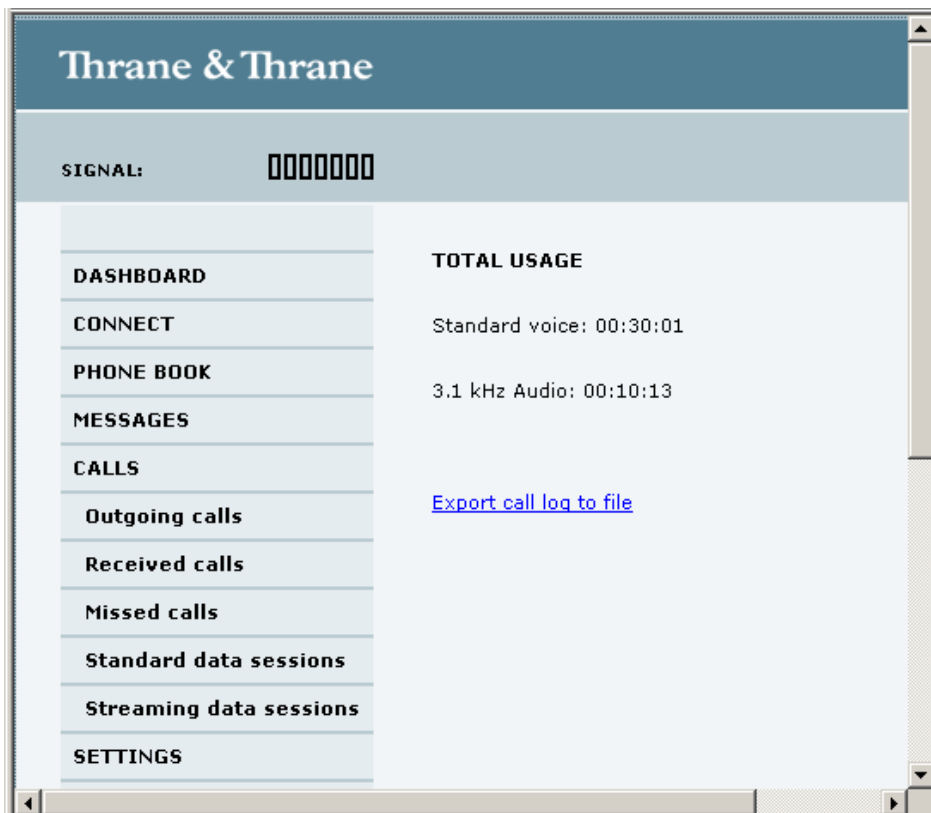 Thrane & Thrane
SIGNAL:
DASHBOARD
CONNECT
PHONE BOOK
MESSAGES
CALLS
Outgoing calls
Received calls
Missed calls
Standard data sessions
Streaming data sessions
SETTINGS
TOTAL USAGE
Standard voice: 00:30:01
3.1 kHz Audio: 00:10:13
Export call log to file